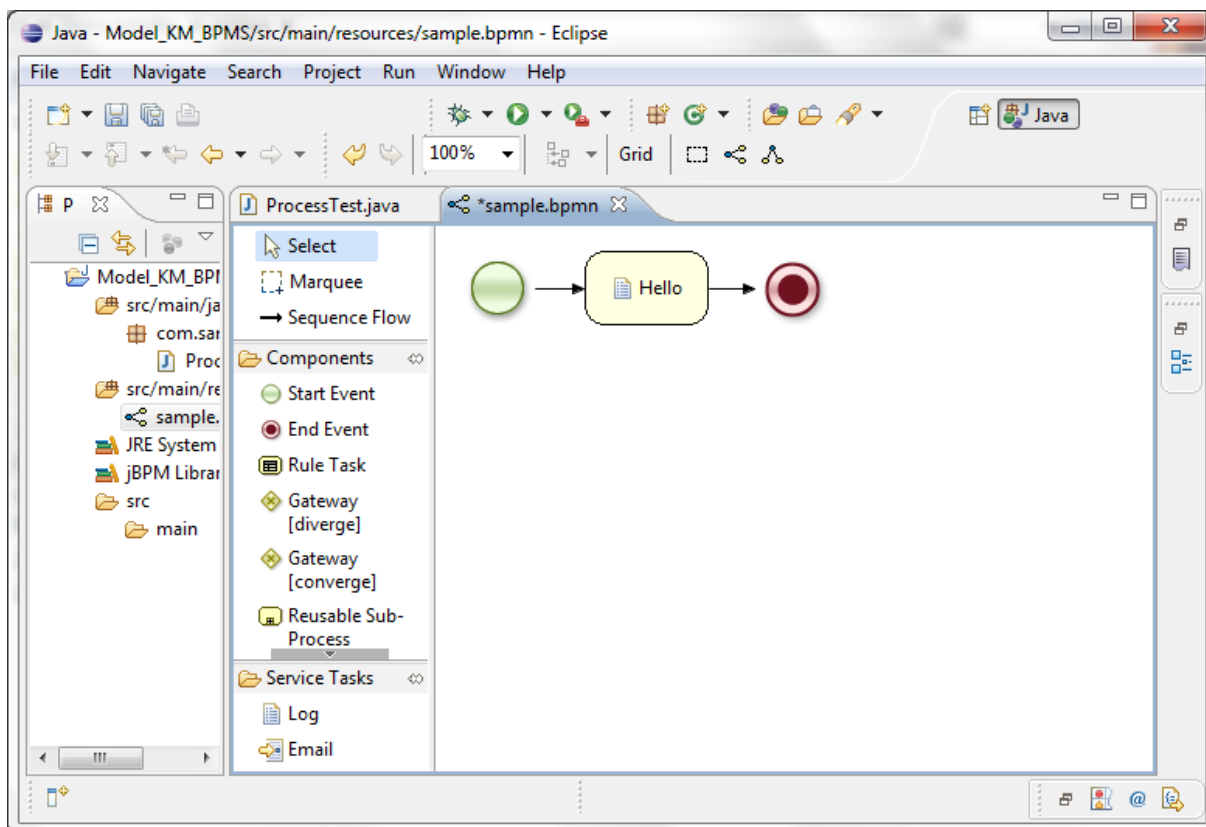 Java - Model_KM_BPMS/src/main/resources/sample.bpmn - Eclipse
File Edit Navigate Search Project Run Window Help
Java
100% Grid
P
ProcessTest.java *sample.bpmn
Model_KM_BPM
src/main/ja
com.sar
Proc
src/main/re
sample.
JRE System
jBPM Librar
src
main
Select
Marquee
Sequence Flow
Components
Start Event
End Event
Rule Task
Gateway
[diverge]
Gateway
[converge]
Reusable Sub-
Process
Service Tasks
Log
Email
Hello